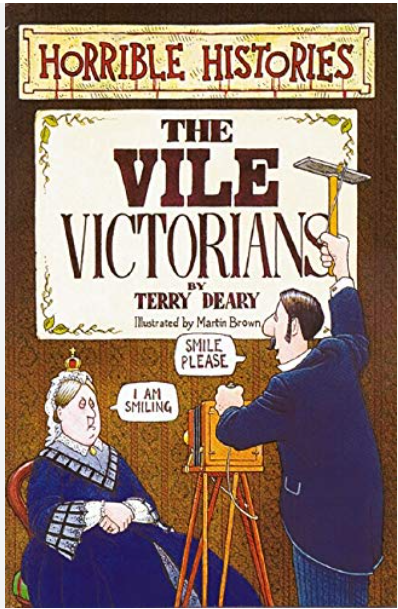 HORRIBLE HISTORIES
THE
VILE
VICTORIANS
BY
TERRY DEARY
Illustrated by Martin Brown
SMILE
PLEASE
I AM
SMILING